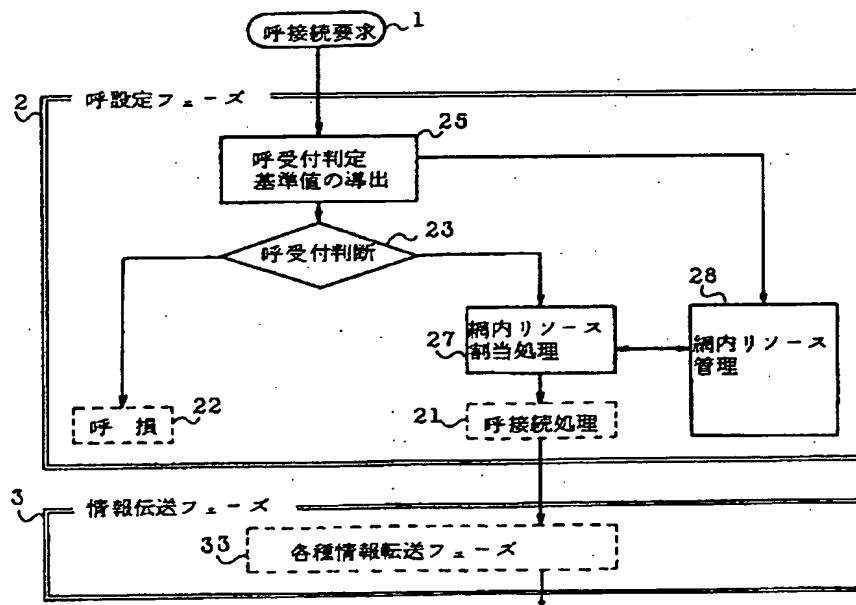 呼接続要求
1
2
呼設定フェーズ
25
呼受付判定
基準値の導出
呼受付判断
23
28
網内リソース
割当処理
27
網内リソース
管理
呼 損
22
21
呼接続処理
3
情報伝送フェーズ
33
各種情報転送フェーズ